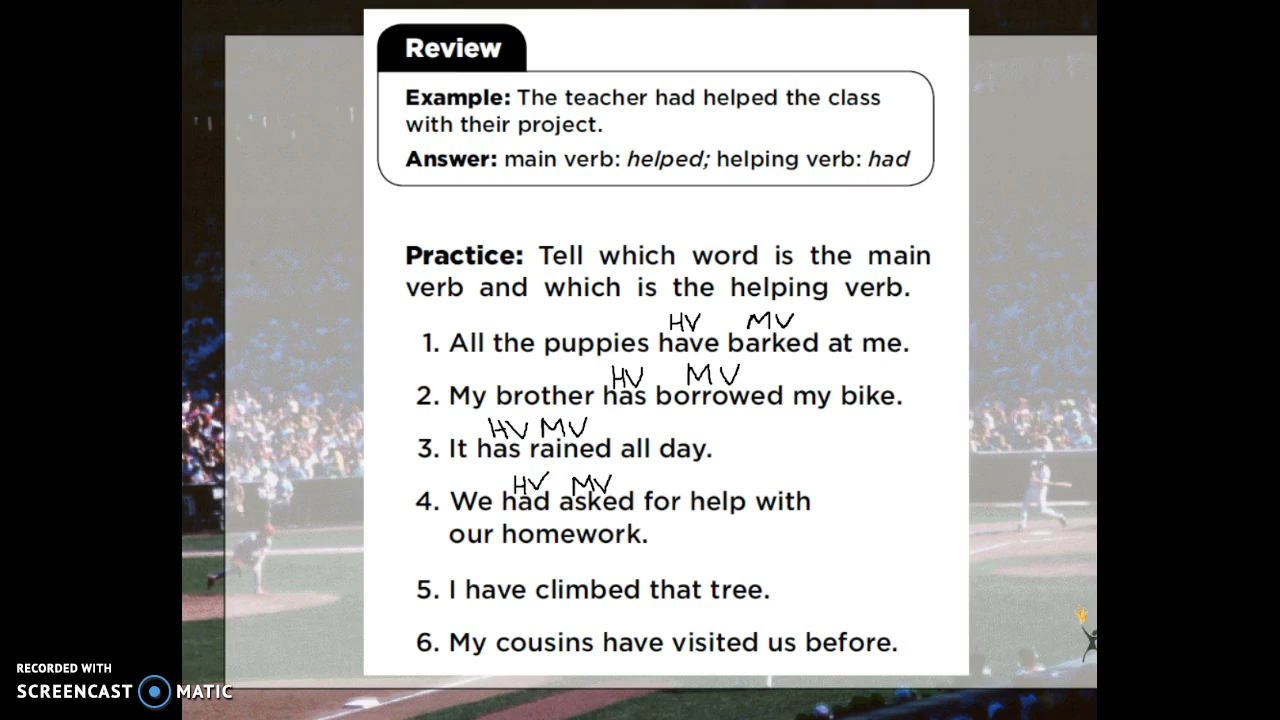 Review
Example: The teacher had helped the class
with their project.
Answer: main verb: helped; helping verb: had
Practice: Tell which word is the main
verb and which is the helping verb.
HV MV
1. All the puppies have barked at me.
HV MV
2. My brother has borrowed my bike.
HV MV
3. It has rained all day.
HV MV
4. We had asked for help with
our homework.
5. I have climbed that tree.
6. My cousins have visited us before.
RECORDED WITH
SCREENCAST MATIC